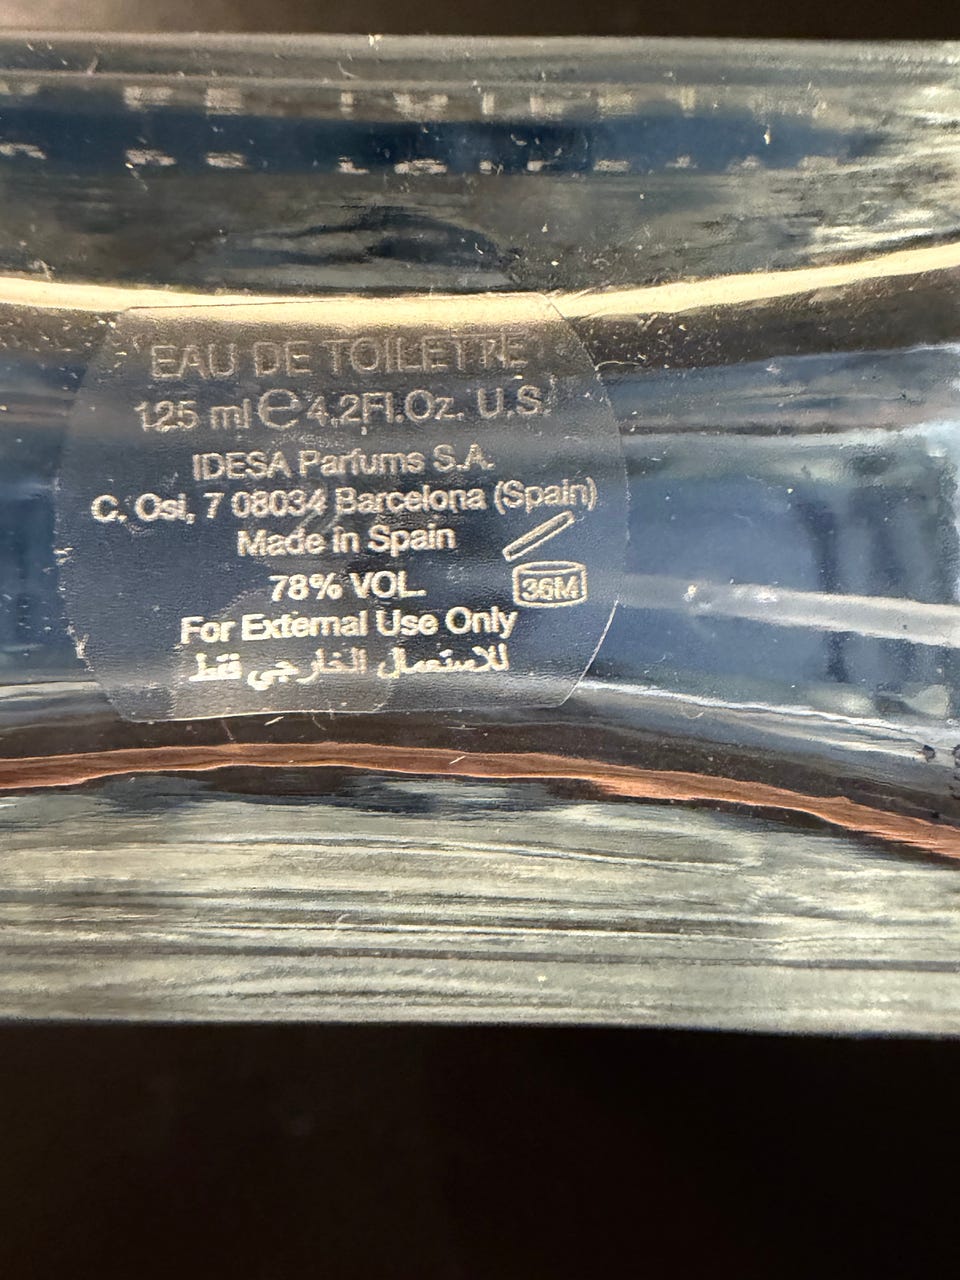 EAU DE TOILETTE
125 ml ℮ 4.2Fl.Oz. U.S.
IDESA Parfums S.A.
C. Osi, 7 08034 Barcelona (Spain)
Made in Spain
78% VOL.
36M
For External Use Only
للاستعمال الخارجي فقط